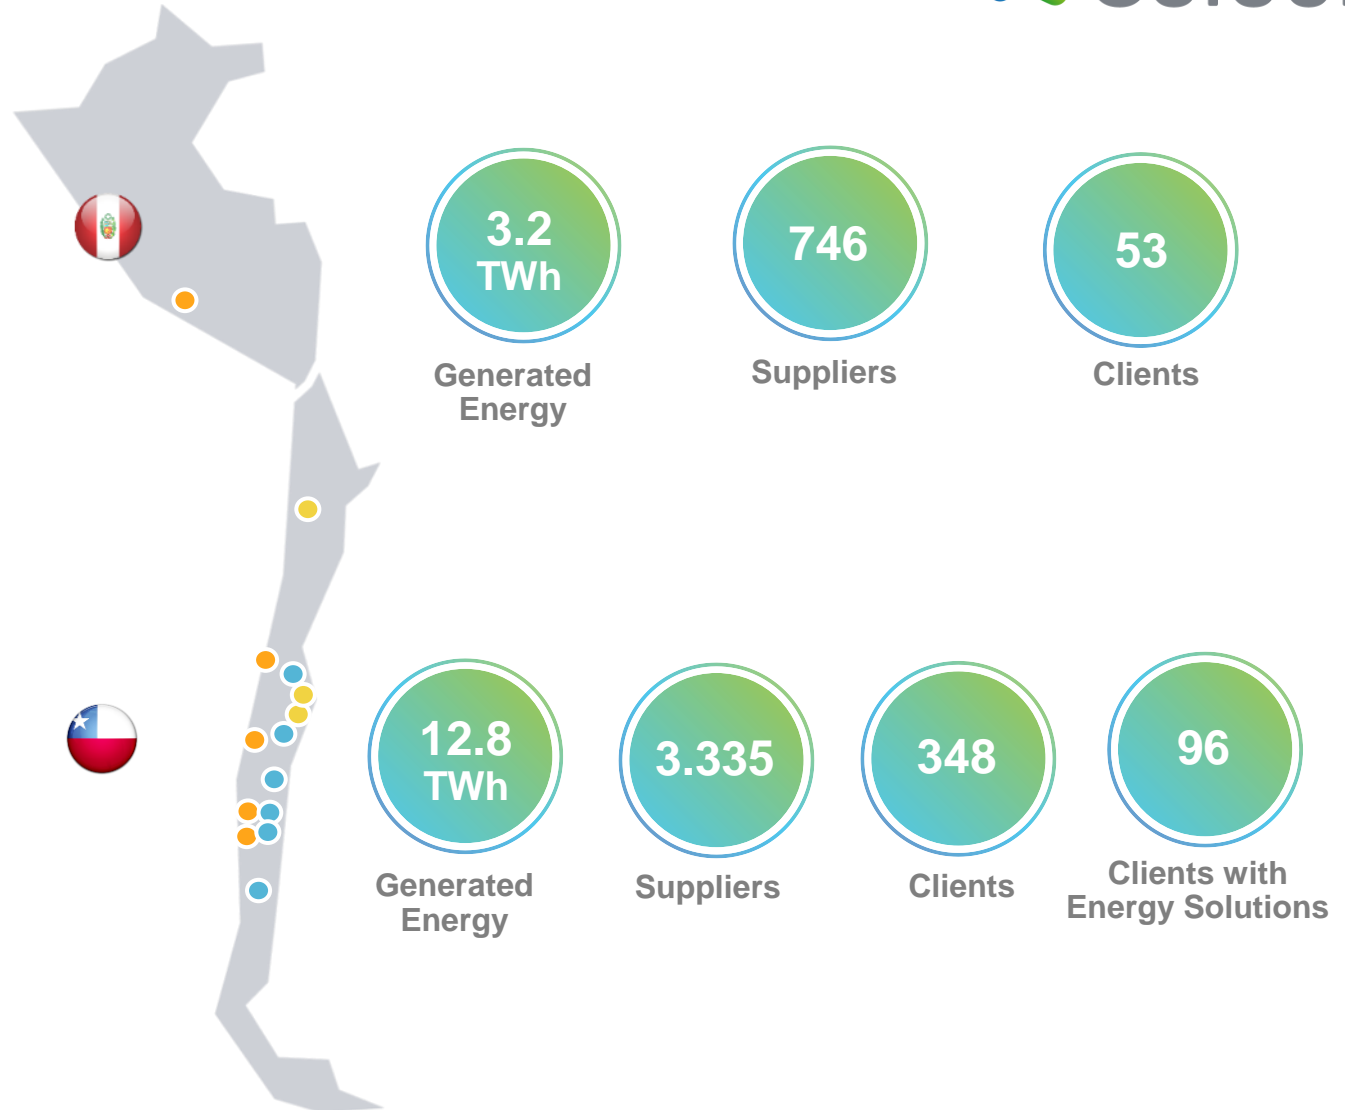 3.2
TWh
Generated
Energy
746
Suppliers
53
Clients
12.8
TWh
Generated
Energy
3.335
Suppliers
348
Clients
96
Clients with
Energy Solutions